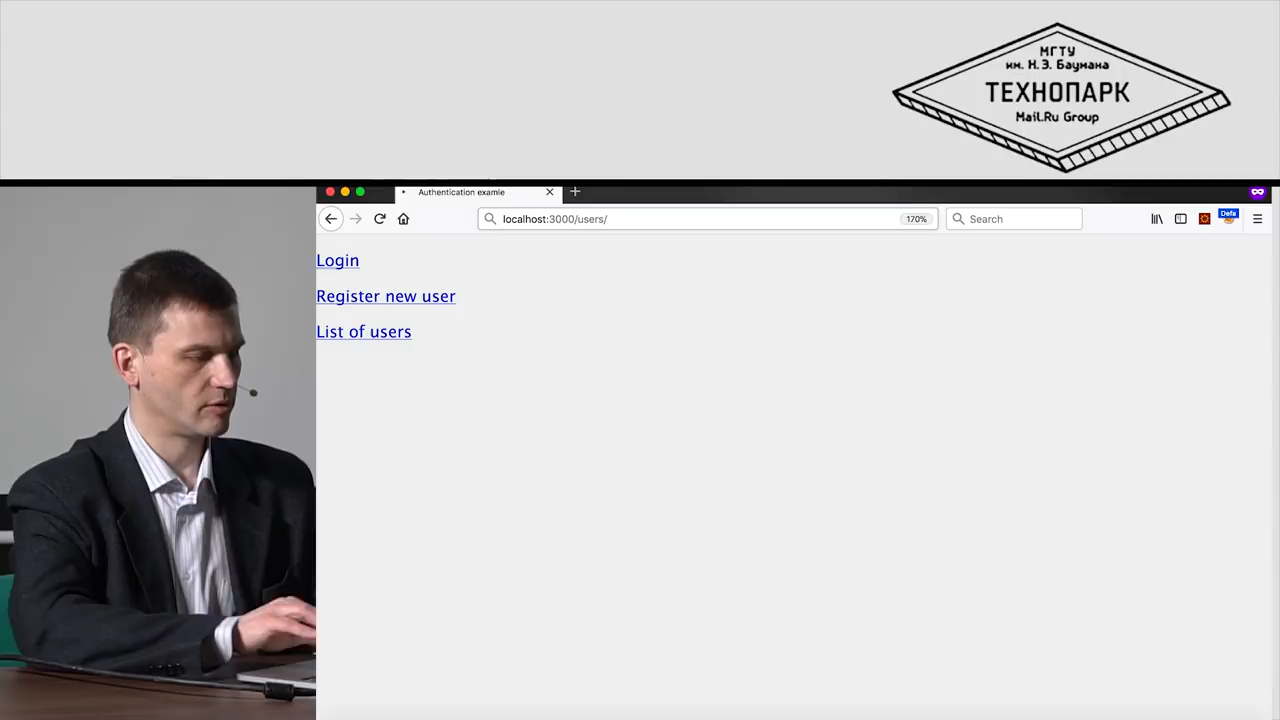 МГТУ
им. Н.Э. Баумана
ТЕХНОПАРК
Mail.Ru Group
Authentication examle
localhost:3000/users/
170%
Search
Defa
Login
Register new user
List of users